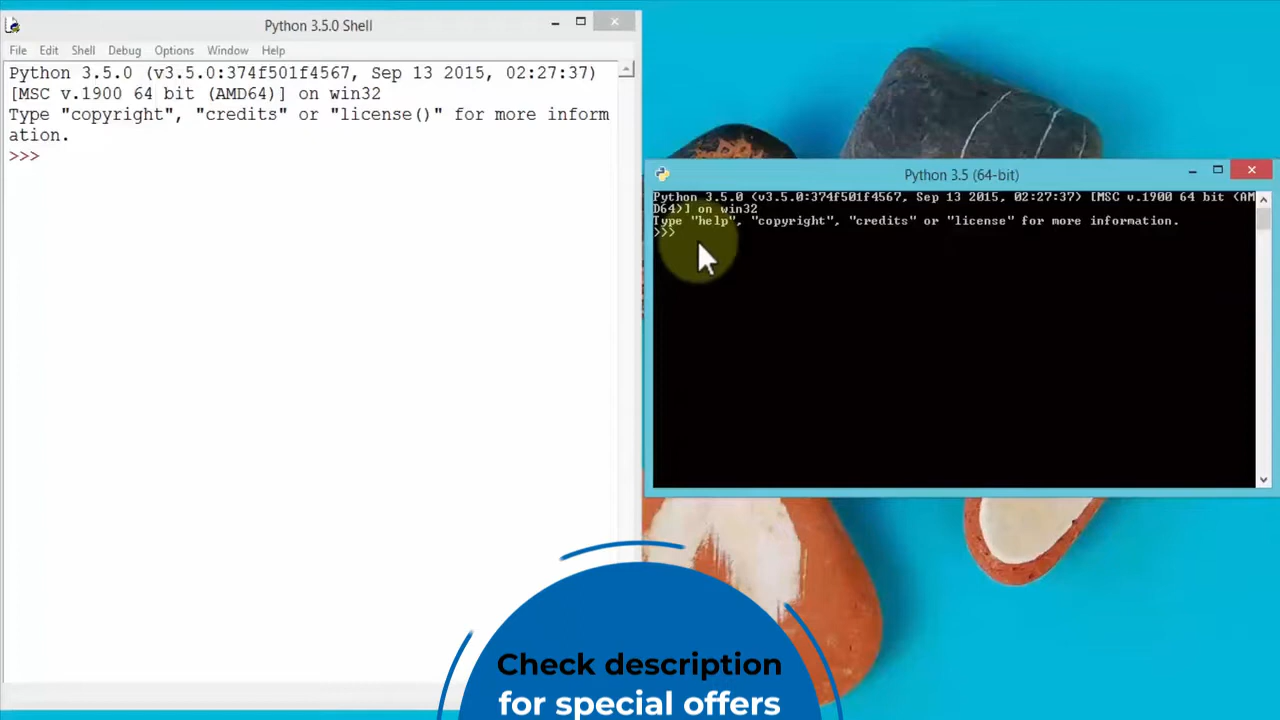 Python 3.5.0 Shell
File Edit Shell Debug Options Window Help
Python 3.5.0 (v3.5.0:374f501f4567, Sep 13 2015, 02:27:37)
[MSC v.1900 64 bit (AMD64)] on win32
Type "copyright", "credits" or "license()" for more inform
ation.
>>>
Python 3.5 (64-bit)
Python 3.5.0 (v3.5.0:374f501f4567, Sep 13 2015, 02:27:37) [MSC v.1900 64 bit (AM
D64)] on win32
Type "help", "copyright", "credits" or "license" for more information.
>>>
Check description
for special offers